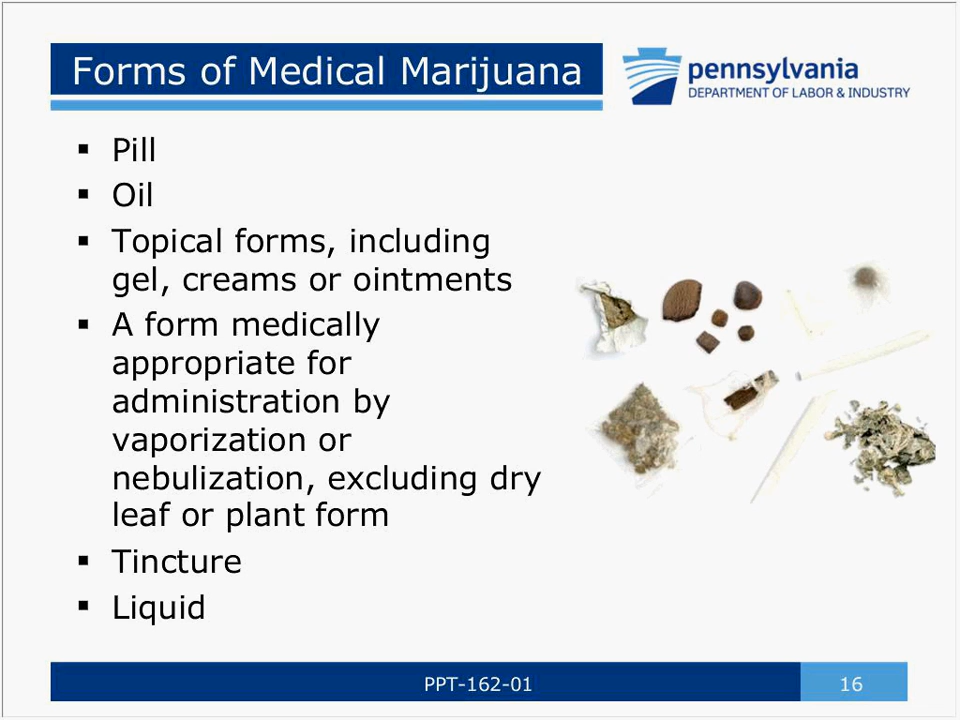 Forms of Medical Marijuana
pennsylvania
DEPARTMENT OF LABOR & INDUSTRY
▪ Pill
▪ Oil
▪ Topical forms, including
gel, creams or ointments
▪ A form medically
appropriate for
administration by
vaporization or
nebulization, excluding dry
leaf or plant form
▪ Tincture
▪ Liquid
PPT-162-01
16